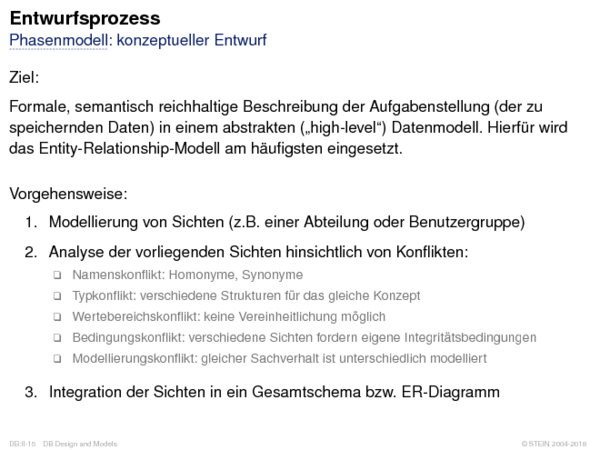 Entwurfsprozess
Phasenmodell: konzeptueller Entwurf
Ziel:
Formale, semantisch reichhaltige Beschreibung der Aufgabenstellung (der zu
speichernden Daten) in einem abstrakten („high-level“) Datenmodell. Hierfür wird
das Entity-Relationship-Modell am häufigsten eingesetzt.
Vorgehensweise:
1. Modellierung von Sichten (z.B. einer Abteilung oder Benutzergruppe)
2. Analyse der vorliegenden Sichten hinsichtlich von Konflikten:
❑ Namenskonflikt: Homonyme, Synonyme
❑ Typkonflikt: verschiedene Strukturen für das gleiche Konzept
❑ Wertebereichskonflikt: keine Vereinheitlichung möglich
❑ Bedingungskonflikt: verschiedene Sichten fordern eigene Integritätsbedingungen
❑ Modellierungskonflikt: gleicher Sachverhalt ist unterschiedlich modelliert
3. Integration der Sichten in ein Gesamtschema bzw. ER-Diagramm
DB:II-15 DB Design and Models © STEIN 2004-2018